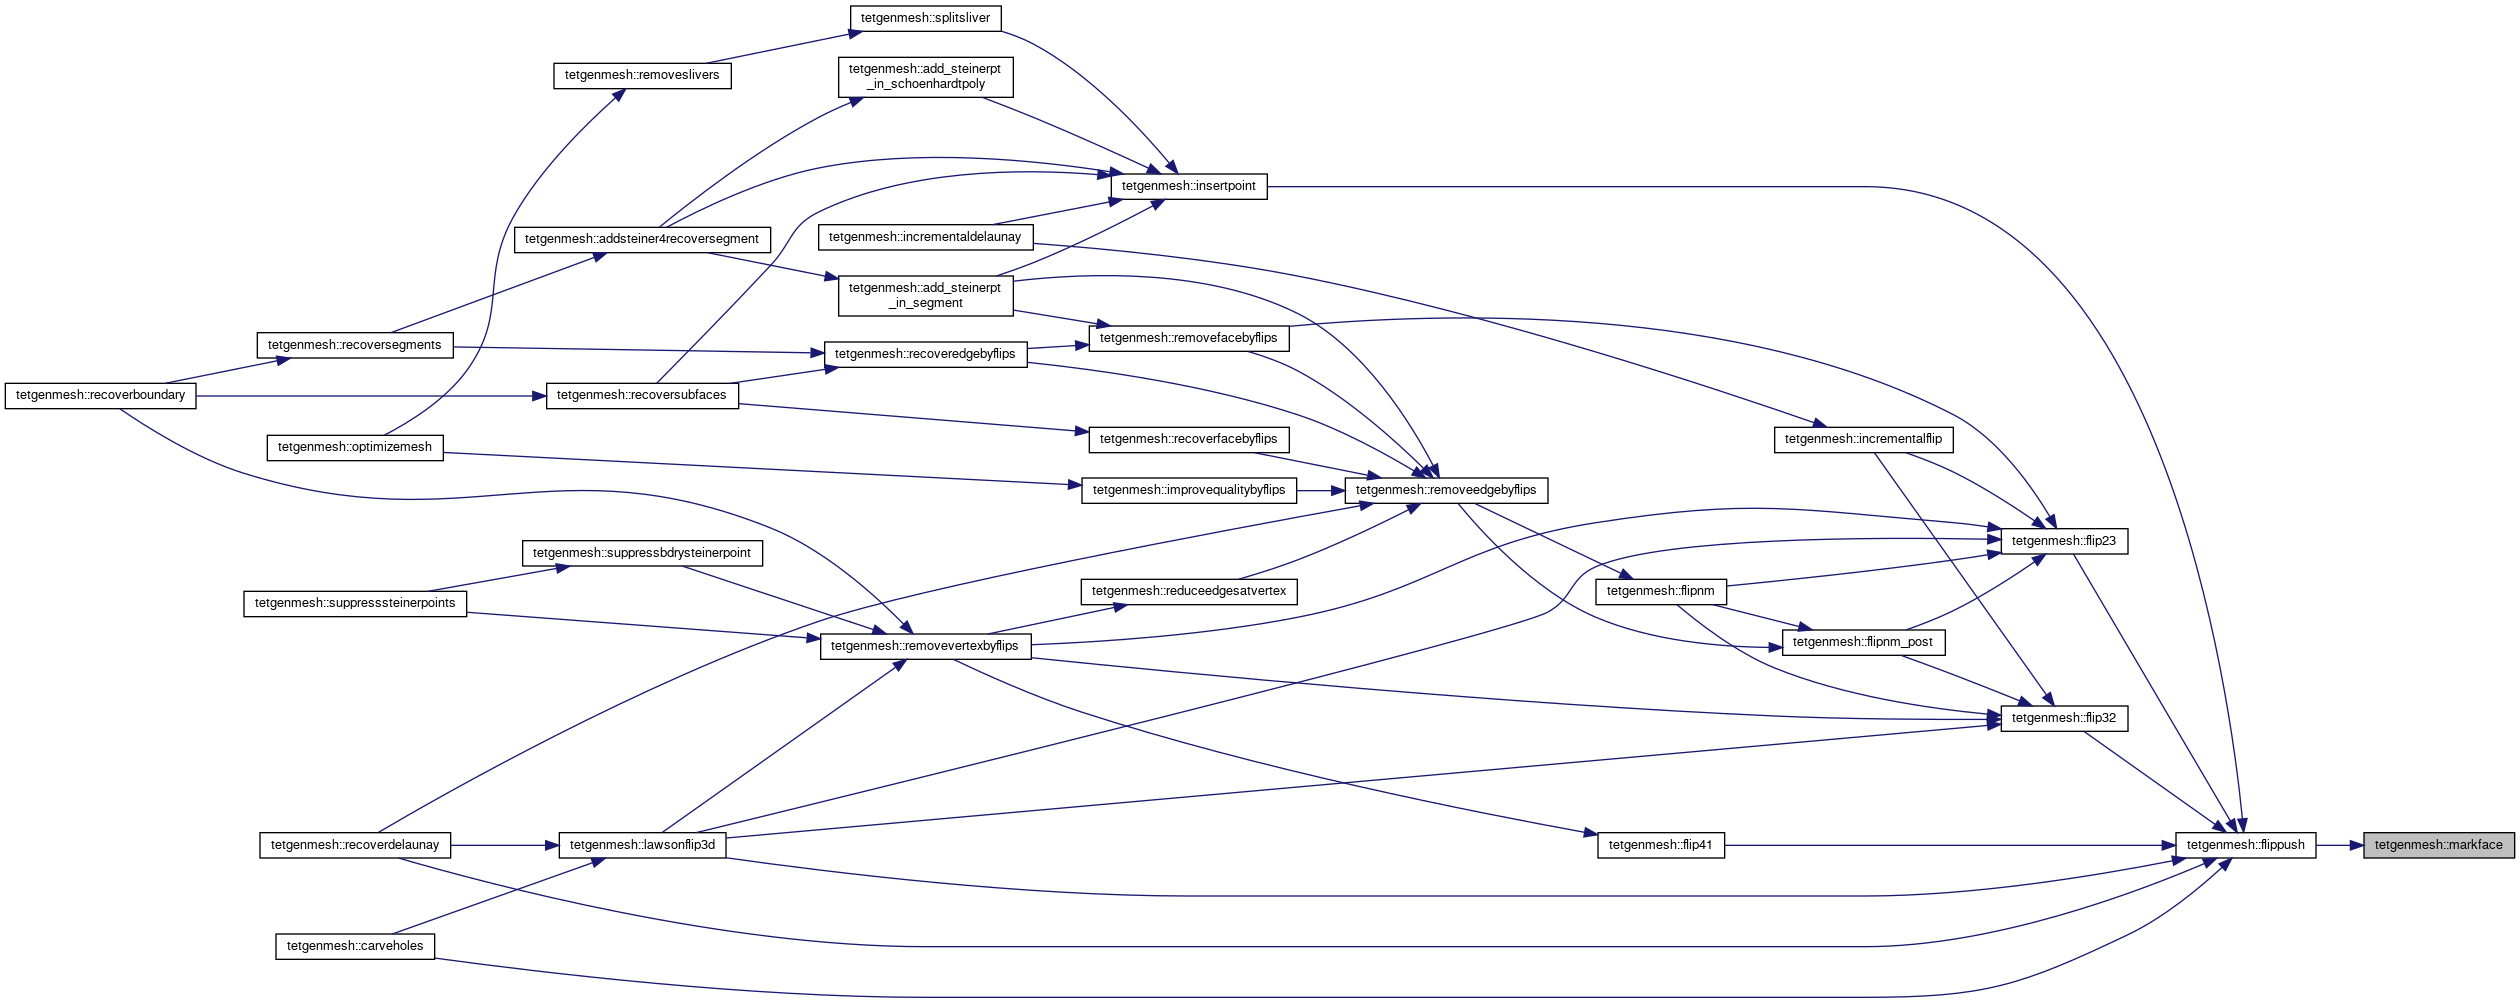 tetgenmesh::splitsliver
tetgenmesh::removeslivers
tetgenmesh::add_steinerpt
_in_schoenhardtpoly
tetgenmesh::insertpoint
tetgenmesh::addsteiner4recoversegment
tetgenmesh::incrementaldelaunay
tetgenmesh::add_steinerpt
_in_segment
tetgenmesh::recoversegments
tetgenmesh::recoveredgebyflips
tetgenmesh::removefacebyflips
tetgenmesh::recoverboundary
tetgenmesh::recoversubfaces
tetgenmesh::optimizemesh
tetgenmesh::recoverfacebyflips
tetgenmesh::incrementalflip
tetgenmesh::improvequalitybyflips
tetgenmesh::removeedgebyflips
tetgenmesh::suppressbdrysteinerpoint
tetgenmesh::flip23
tetgenmesh::suppresssteinerpoints
tetgenmesh::reduceedgesatvertex
tetgenmesh::flipnm
tetgenmesh::removevertexbyflips
tetgenmesh::flipnm_post
tetgenmesh::flip32
tetgenmesh::recoverdelaunay
tetgenmesh::lawsonflip3d
tetgenmesh::flip41
tetgenmesh::flippush
tetgenmesh::markface
tetgenmesh::carveholes